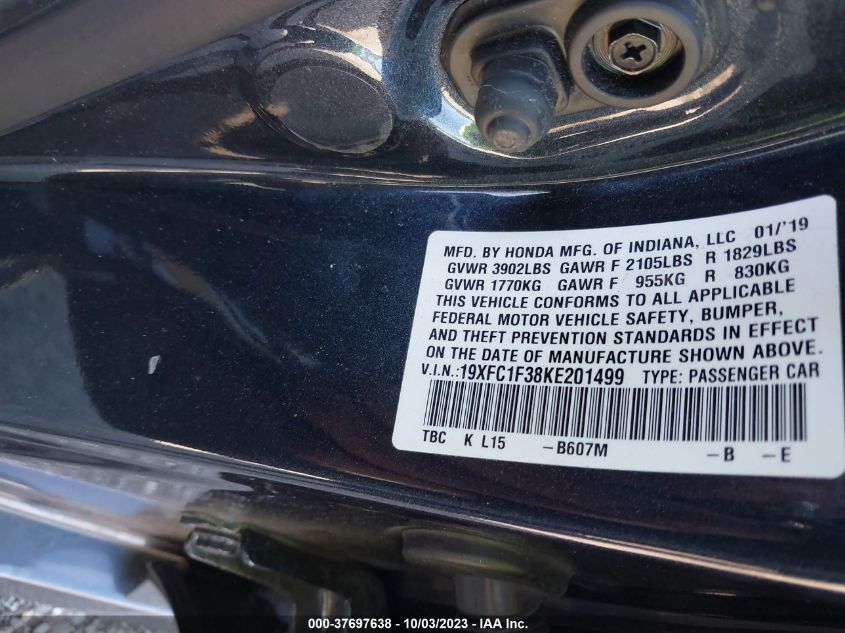 MFD. BY HONDA MFG. OF INDIANA, LLC 01/'19
GVWR 3902LBS GAWR F 2105LBS R 1829LBS
GVWR 1770KG GAWR F 955KG R 830KG
THIS VEHICLE CONFORMS TO ALL APPLICABLE
FEDERAL MOTOR VEHICLE SAFETY, BUMPER,
AND THEFT PREVENTION STANDARDS IN EFFECT
ON THE DATE OF MANUFACTURE SHOWN ABOVE.
V.I.N.:19XFC1F38KE201499 TYPE: PASSENGER CAR
TBC K L15 -B607M -B -E
000-37697638 - 10/03/2023 - IAA Inc.